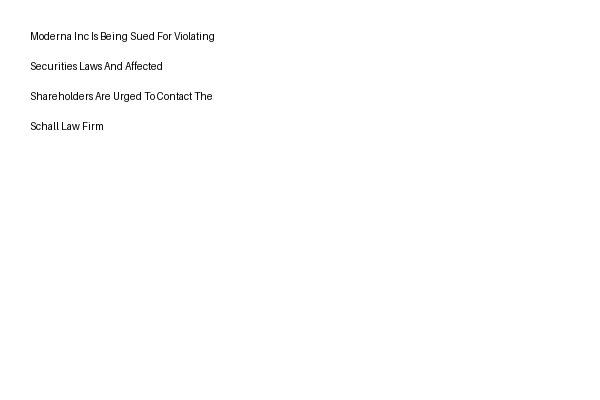 Moderna Inc Is Being Sued For Violating
Securities Laws And Affected
Shareholders Are Urged To Contact The
Schall Law Firm